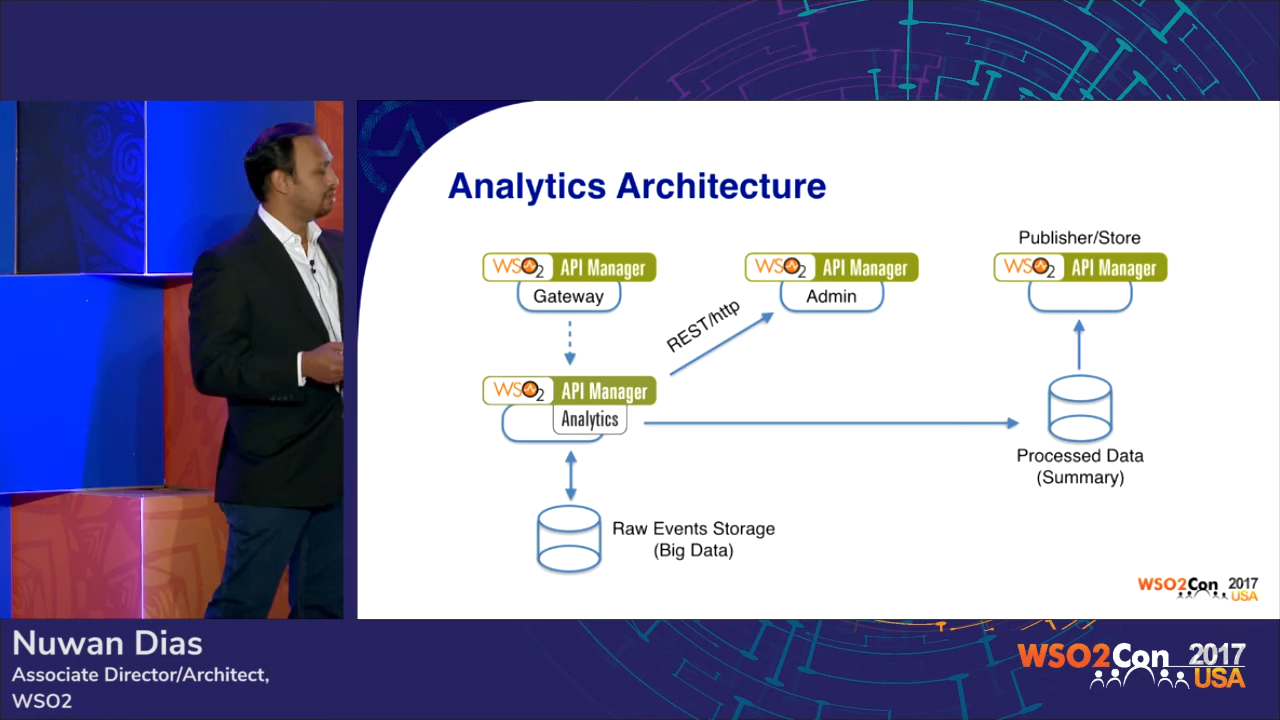 Analytics Architecture
Publisher/Store
WSO2 API Manager
Gateway
WSO2 API Manager
Admin
WSO2 API Manager
REST/http
WSO2 API Manager
Analytics
Processed Data
(Summary)
Raw Events Storage
(Big Data)
WSO2Con 2017
USA
Nuwan Dias
Associate Director/Architect,
WSO2
WSO2Con 2017
USA